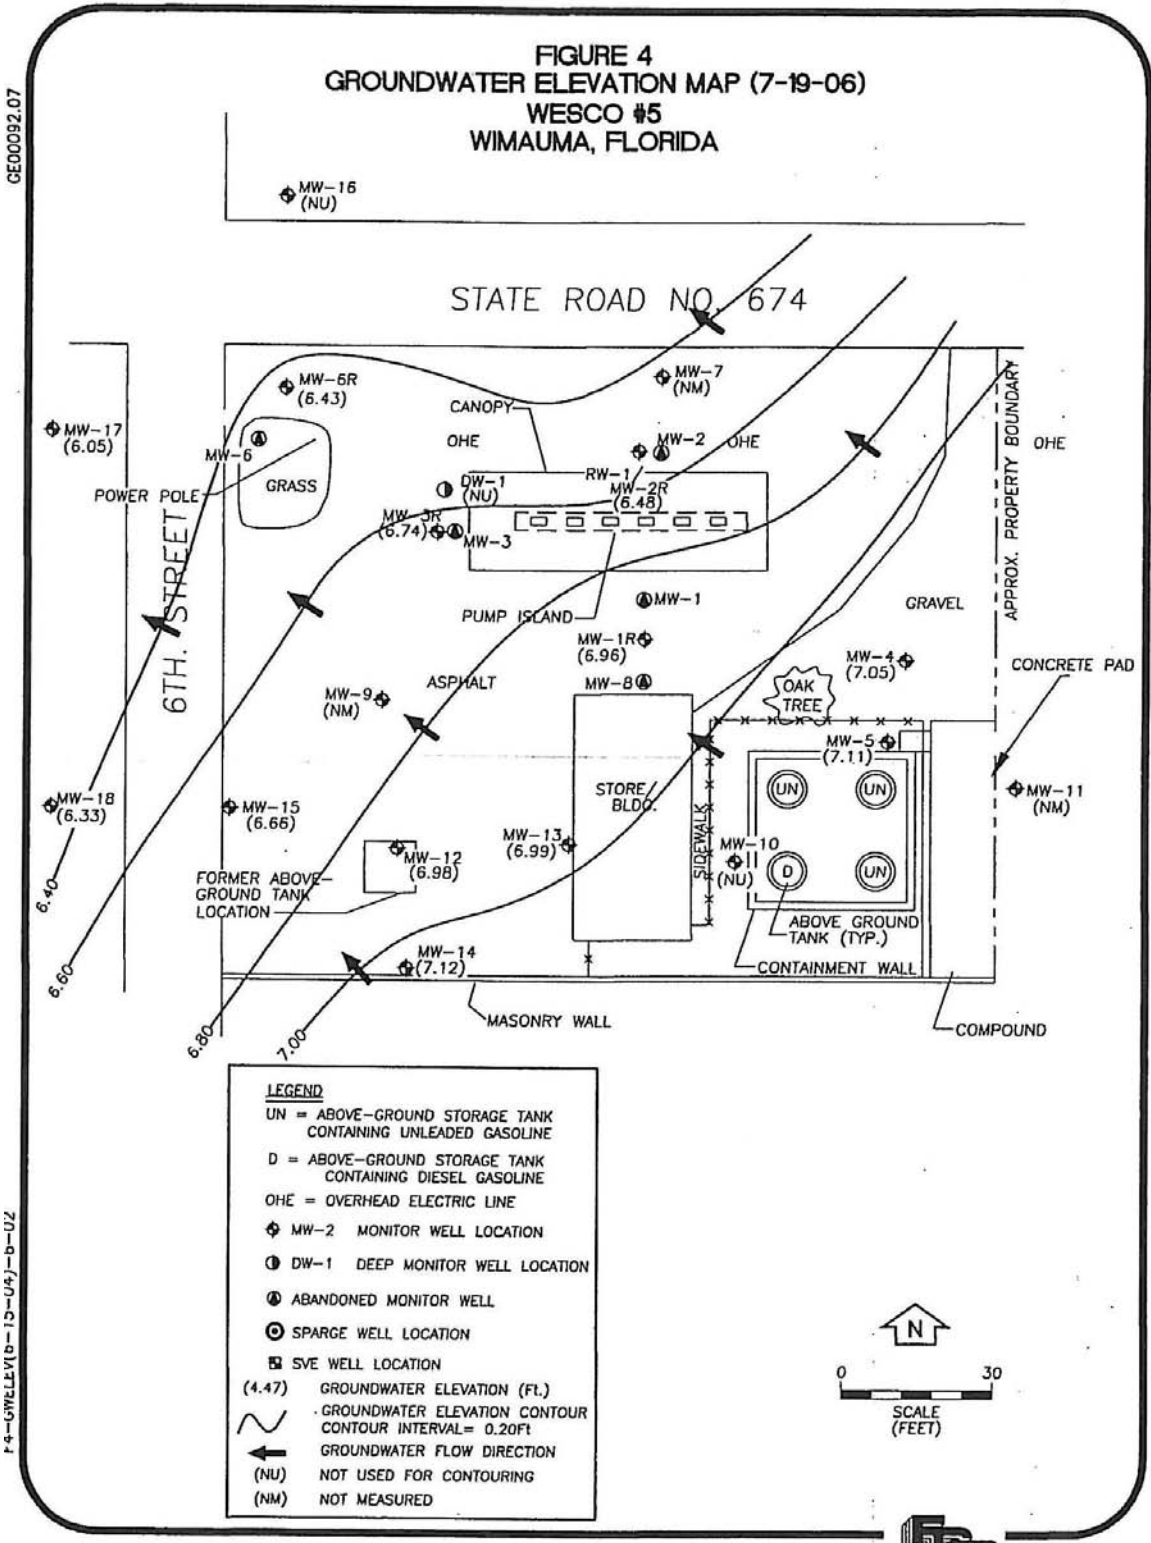 FIGURE 4
GROUNDWATER ELEVATION MAP (7-19-06)
WESCO #5
WIMAUMA, FLORIDA
GE00092.07
MW-16
(NU)
STATE ROAD NO. 674
MW-6R
(6.43)
MW-7
(NM)
CANOPY
MW-17
(6.05)
MW-6
OHE
MW-2
OHE
OHE
APPROX. PROPERTY BOUNDARY
POWER POLE
GRASS
DW-1
(NU)
RW-1
MW-2R
(6.48)
MW-3R
(6.74)
MW-3
6TH. STREET
PUMP ISLAND
MW-1
GRAVEL
MW-1R
(6.96)
MW-4
(7.05)
CONCRETE PAD
MW-9
(NM)
ASPHALT
MW-8
OAK
TREE
MW-5
(7.11)
MW-18
(6.33)
MW-15
(6.66)
STORE
BLDG.
UN
UN
MW-11
(NM)
MW-13
(6.99)
SIDEWALK
MW-10
(NU)
MW-12
(6.98)
D
UN
FORMER ABOVE-
GROUND TANK
LOCATION
6.40
ABOVE GROUND
TANK (TYP.)
MW-14
(7.12)
CONTAINMENT WALL
6.60
MASONRY WALL
COMPOUND
6.80
7.00
LEGEND
UN = ABOVE-GROUND STORAGE TANK
CONTAINING UNLEADED GASOLINE
D = ABOVE-GROUND STORAGE TANK
CONTAINING DIESEL GASOLINE
OHE = OVERHEAD ELECTRIC LINE
MW-2 MONITOR WELL LOCATION
DW-1 DEEP MONITOR WELL LOCATION
ABANDONED MONITOR WELL
SPARGE WELL LOCATION
SVE WELL LOCATION
(4.47) GROUNDWATER ELEVATION (Ft.)
GROUNDWATER ELEVATION CONTOUR
CONTOUR INTERVAL= 0.20Ft
GROUNDWATER FLOW DIRECTION
(NU) NOT USED FOR CONTOURING
(NM) NOT MEASURED
N
0 30
SCALE
(FEET)
F4-GWELEV(6-15-04)-6-02